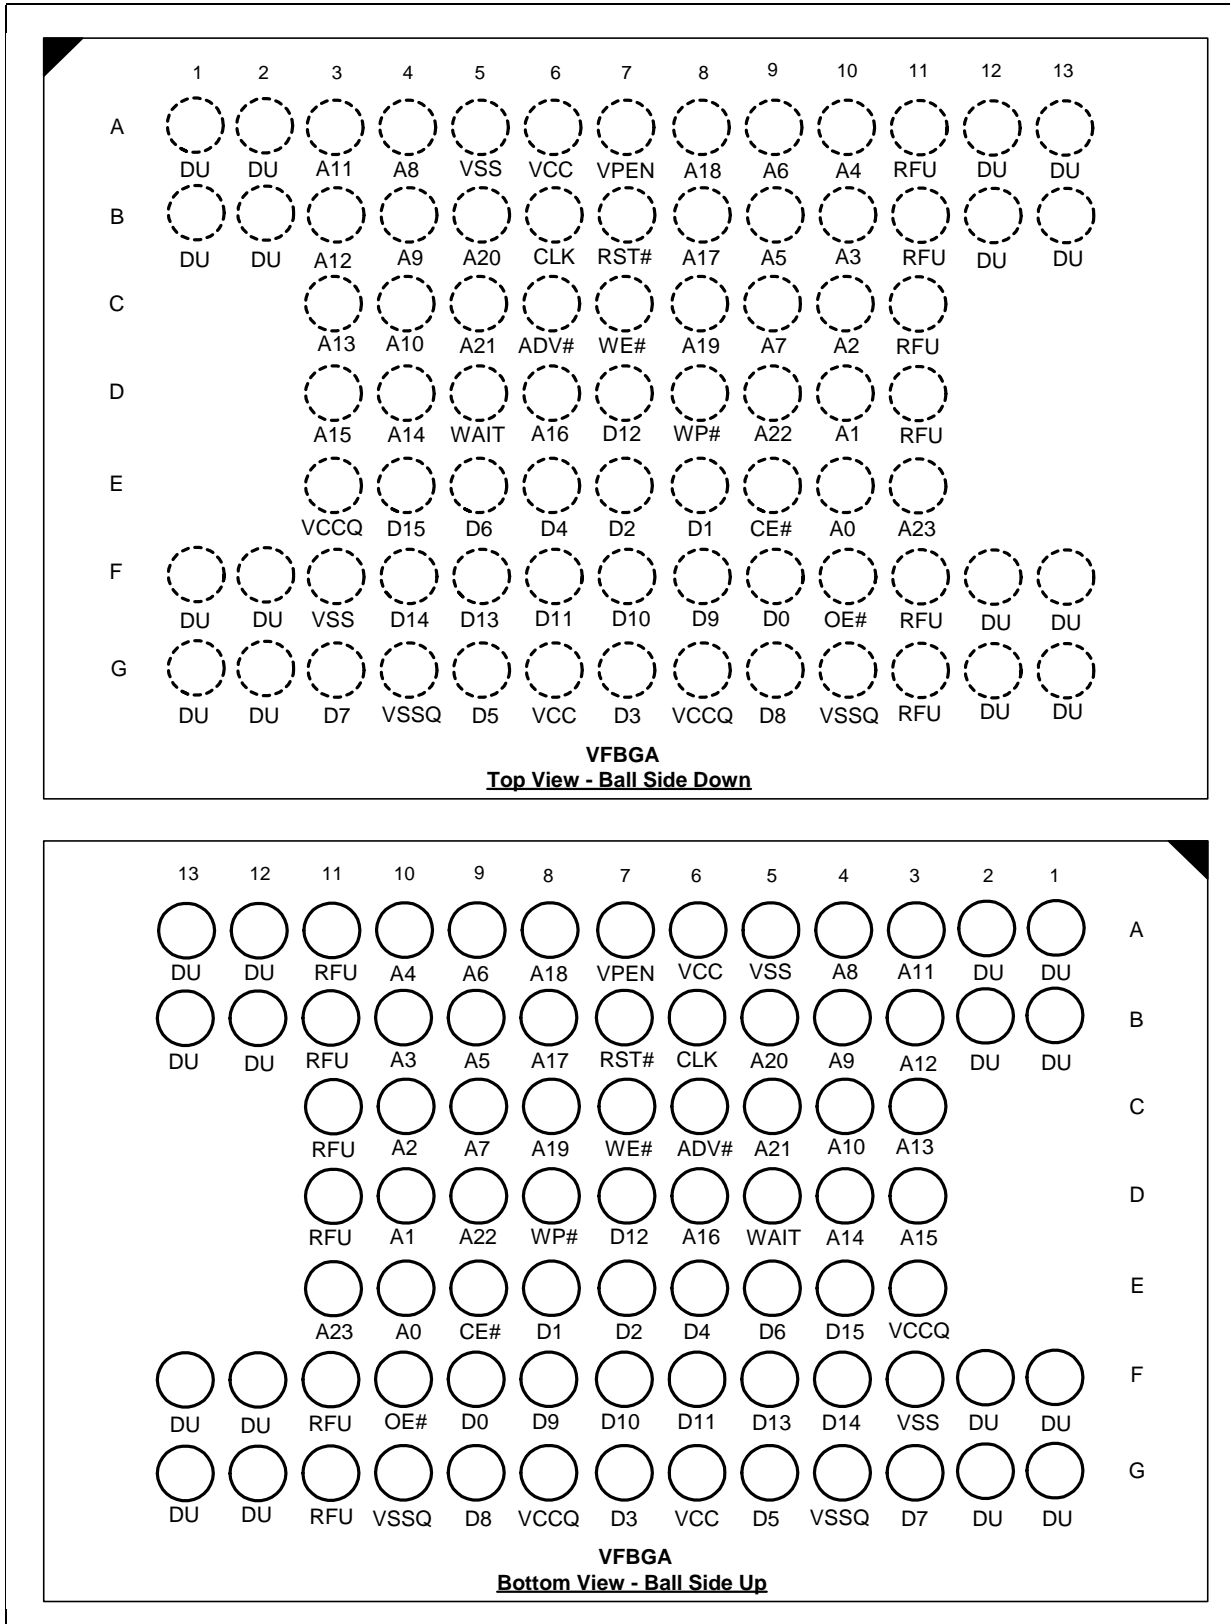 1 2 3 4 5 6 7 8 9 10 11 12 13
A
DU DU A11 A8 VSS VCC VPEN A18 A6 A4 RFU DU DU
B
DU DU A12 A9 A20 CLK RST# A17 A5 A3 RFU DU DU
C
A13 A10 A21 ADV# WE# A19 A7 A2 RFU
D
A15 A14 WAIT A16 D12 WP# A22 A1 RFU
E
VCCQ D15 D6 D4 D2 D1 CE# A0 A23
F
DU DU VSS D14 D13 D11 D10 D9 D0 OE# RFU DU DU
G
DU DU D7 VSSQ D5 VCC D3 VCCQ D8 VSSQ RFU DU DU
VFBGA
Top View - Ball Side Down
13 12 11 10 9 8 7 6 5 4 3 2 1
A
DU DU RFU A4 A6 A18 VPEN VCC VSS A8 A11 DU DU
B
DU DU RFU A3 A5 A17 RST# CLK A20 A9 A12 DU DU
C
RFU A2 A7 A19 WE# ADV# A21 A10 A13
D
RFU A1 A22 WP# D12 A16 WAIT A14 A15
E
A23 A0 CE# D1 D2 D4 D6 D15 VCCQ
F
DU DU RFU OE# D0 D9 D10 D11 D13 D14 VSS DU DU
G
DU DU RFU VSSQ D8 VCCQ D3 VCC D5 VSSQ D7 DU DU
VFBGA
Bottom View - Ball Side Up